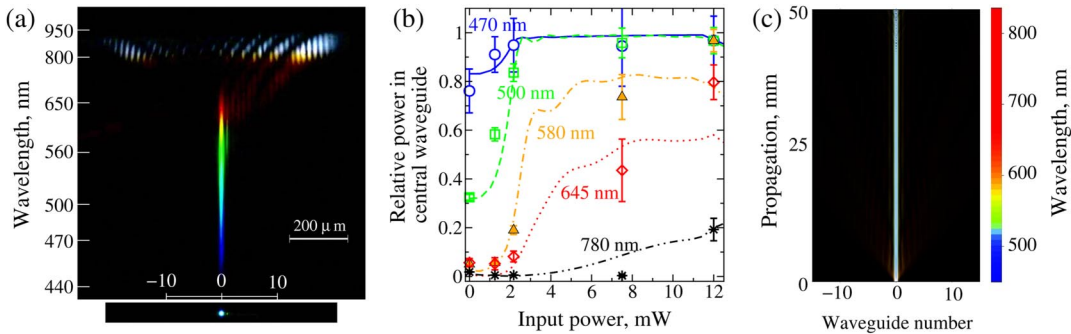 (a)
Wavelength, nm
950
800
650
560
500
470
440
200 μm
−10 0 10
(b)
Relative power in
central waveguide
1
0.8
0.6
0.4
0.2
0
470 nm
500 nm
580 nm
645 nm
780 nm
0 2 4 6 8 10 12
Input power, mW
(c)
Propagation, mm
50
25
0
−10 0 10
Waveguide number
800
700
600
500
Wavelength, nm